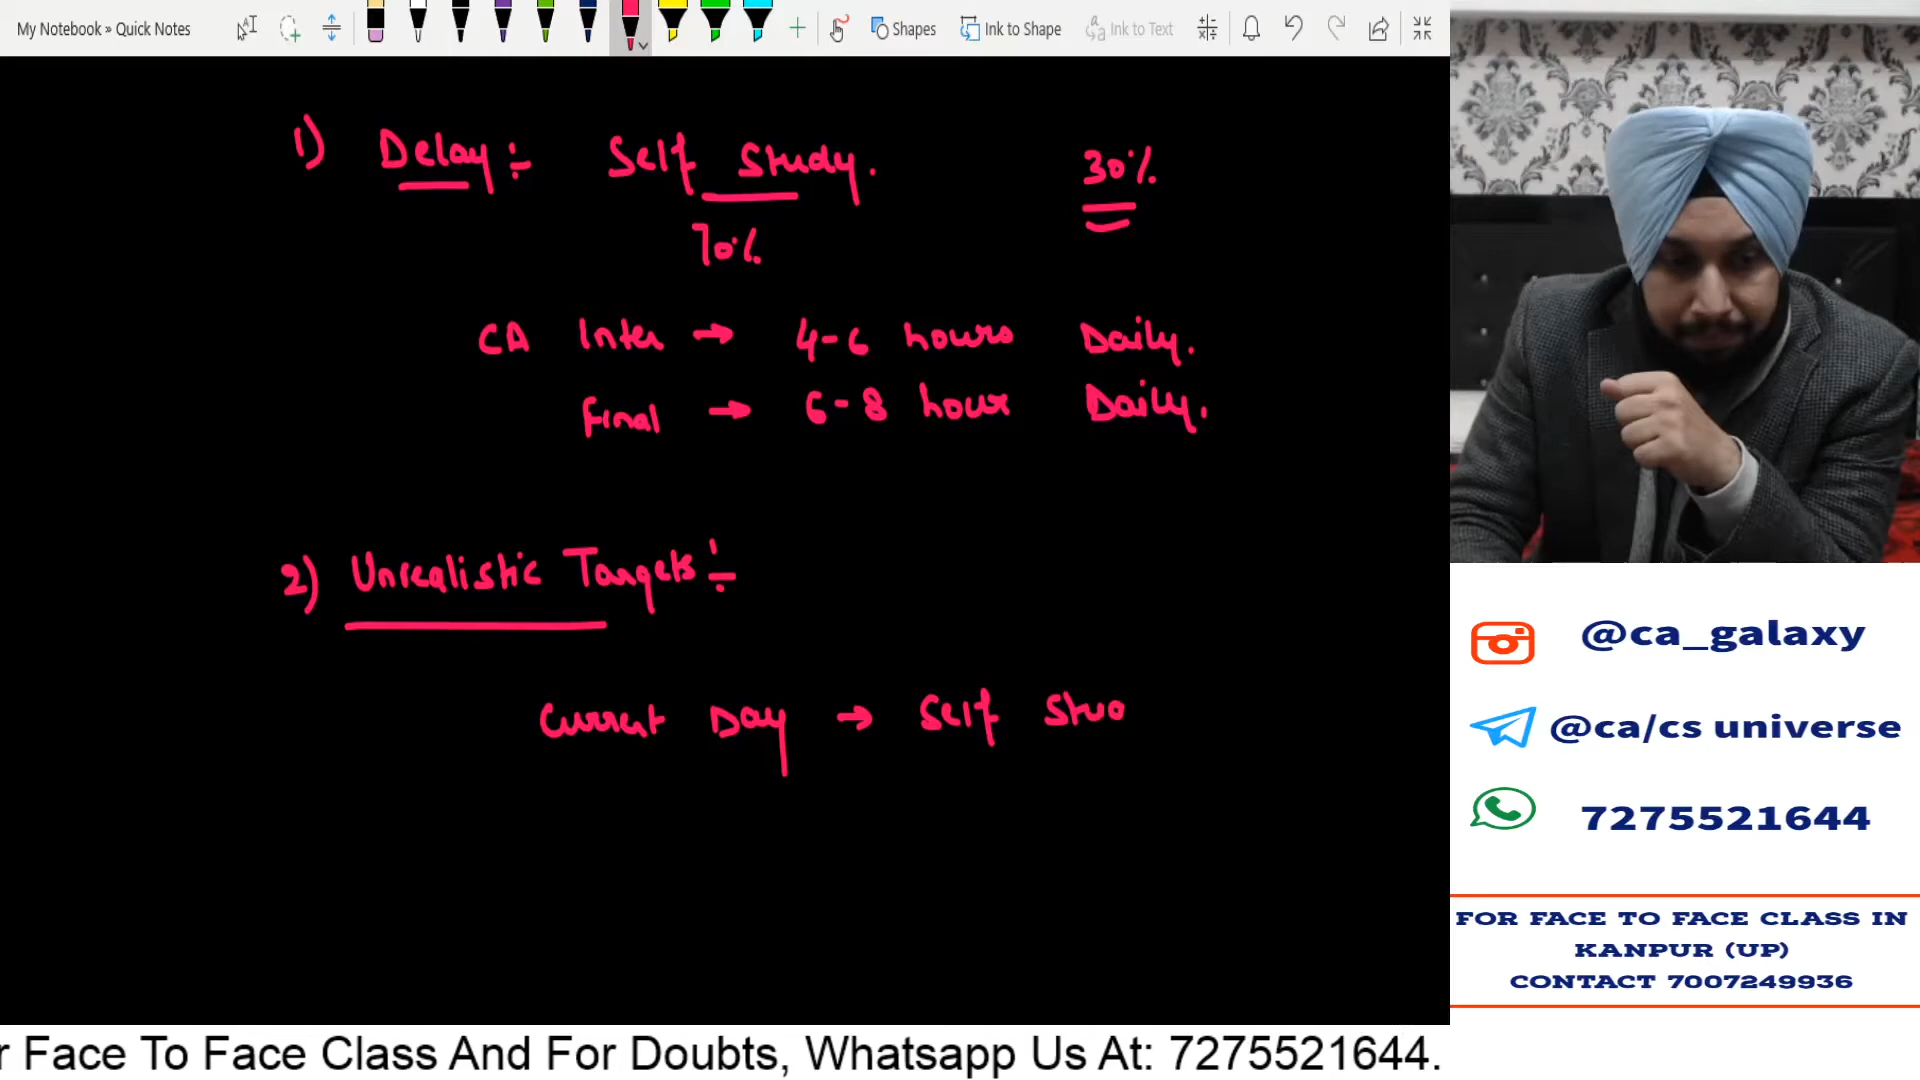 My Notebook » Quick Notes
Shapes
Ink to Shape
Ink to Text
1) Delay :- Self Study. 30%
70%
CA Inter → 4-6 hours Daily.
Final → 6-8 hour Daily.
2) Unrealistic Targets :-
Current Day → Self Stuo
@ca_galaxy
@ca/cs universe
7275521644
FOR FACE TO FACE CLASS IN
KANPUR (UP)
CONTACT 7007249936
r Face To Face Class And For Doubts, Whatsapp Us At: 7275521644.